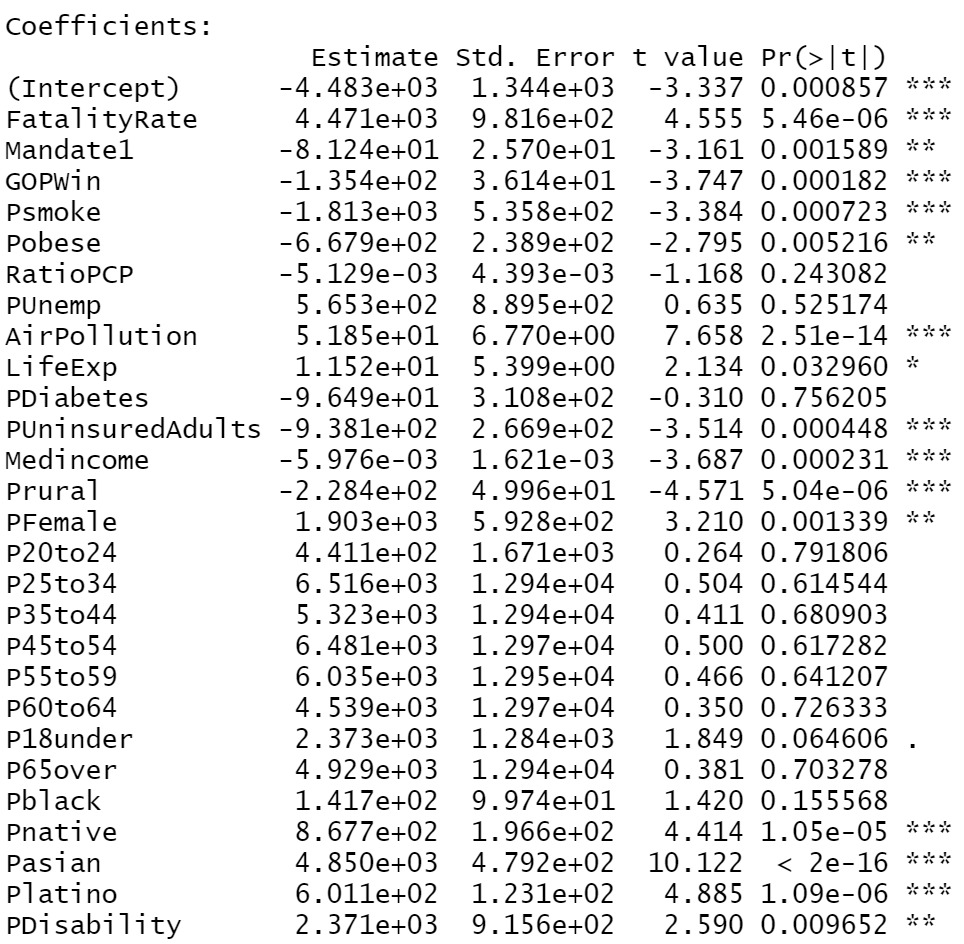 Coefficients:
Estimate Std. Error t value Pr(>|t|)
(Intercept) -4.483e+03 1.344e+03 -3.337 0.000857 ***
FatalityRate 4.471e+03 9.816e+02 4.555 5.46e-06 ***
Mandate1 -8.124e+01 2.570e+01 -3.161 0.001589 **
GOPWin -1.354e+02 3.614e+01 -3.747 0.000182 ***
Psmoke -1.813e+03 5.358e+02 -3.384 0.000723 ***
Pobese -6.679e+02 2.389e+02 -2.795 0.005216 **
RatioPCP -5.129e-03 4.393e-03 -1.168 0.243082
PUnemp 5.653e+02 8.895e+02 0.635 0.525174
AirPollution 5.185e+01 6.770e+00 7.658 2.51e-14 ***
LifeExp 1.152e+01 5.399e+00 2.134 0.032960 *
PDiabetes -9.649e+01 3.108e+02 -0.310 0.756205
PUninsuredAdults -9.381e+02 2.669e+02 -3.514 0.000448 ***
Medincome -5.976e-03 1.621e-03 -3.687 0.000231 ***
Prural -2.284e+02 4.996e+01 -4.571 5.04e-06 ***
PFemale 1.903e+03 5.928e+02 3.210 0.001339 **
P20to24 4.411e+02 1.671e+03 0.264 0.791806
P25to34 6.516e+03 1.294e+04 0.504 0.614544
P35to44 5.323e+03 1.294e+04 0.411 0.680903
P45to54 6.481e+03 1.297e+04 0.500 0.617282
P55to59 6.035e+03 1.295e+04 0.466 0.641207
P60to64 4.539e+03 1.297e+04 0.350 0.726333
P18under 2.373e+03 1.284e+03 1.849 0.064606 .
P65over 4.929e+03 1.294e+04 0.381 0.703278
Pblack 1.417e+02 9.974e+01 1.420 0.155568
Pnative 8.677e+02 1.966e+02 4.414 1.05e-05 ***
Pasian 4.850e+03 4.792e+02 10.122 < 2e-16 ***
Platino 6.011e+02 1.231e+02 4.885 1.09e-06 ***
PDisability 2.371e+03 9.156e+02 2.590 0.009652 **